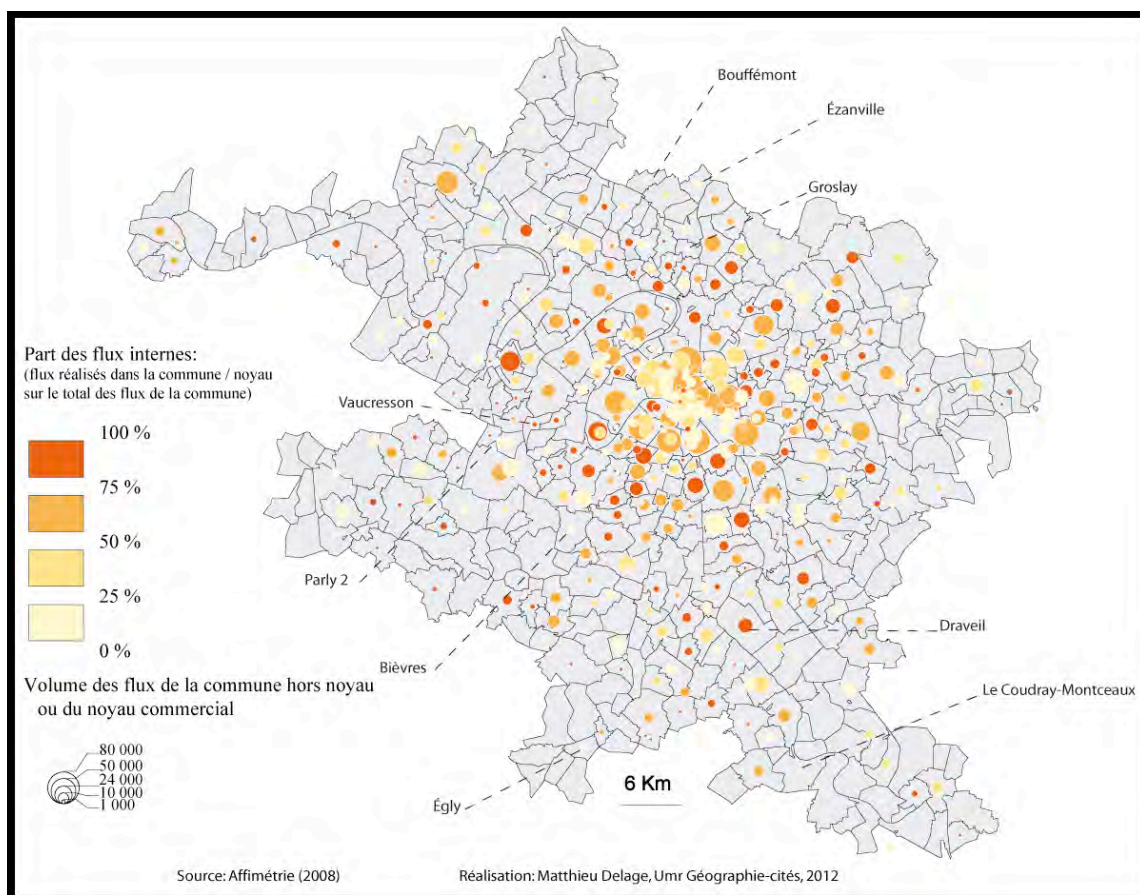 Bouffémont
Ézanville
Groslay
Part des flux internes:
(flux réalisés dans la commune / noyau
sur le total des flux de la commune)
Vaucresson
100 %
75 %
50 %
25 %
0 %
Parly 2
Draveil
Bièvres
Volume des flux de la commune hors noyau
ou du noyau commercial
Le Coudray-Montceaux
80 000
50 000
24 000
10 000
1 000
6 Km
Égly
Source: Affimétrie (2008)
Réalisation: Matthieu Delage, Umr Géographie-cités, 2012